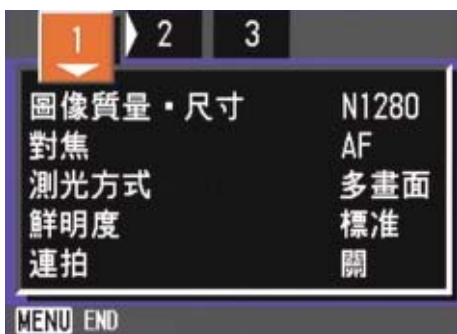 1 2 3
圖像質量・尺寸 N1280
對焦 AF
測光方式 多畫面
鮮明度 標准
連拍 關
MENU END